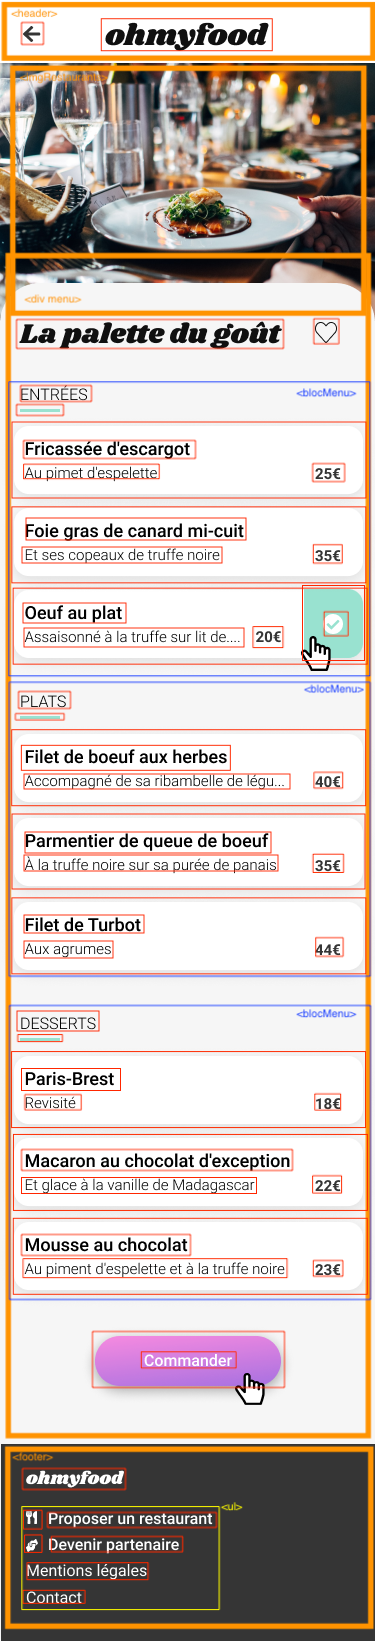 <header>
ohmyfood
<div menu>
La palette du goût
ENTRÉES
<blocMenu>
Fricassée d'escargot
Au pimet d'espelette
25€
Foie gras de canard mi-cuit
Et ses copeaux de truffe noire
35€
Oeuf au plat
Assaisonné à la truffe sur lit de....
20€
<blocMenu>
PLATS
Filet de boeuf aux herbes
Accompagné de sa ribambelle de légu...
40€
Parmentier de queue de boeuf
À la truffe noire sur sa purée de panais
35€
Filet de Turbot
Aux agrumes
44€
<blocMenu>
DESSERTS
Paris-Brest
Revisité
18€
Macaron au chocolat d'exception
Et glace à la vanille de Madagascar
22€
Mousse au chocolat
Au piment d'espelette et à la truffe noire
23€
Commander
<footer>
ohmyfood
<ul>
Proposer un restaurant
Devenir partenaire
Mentions légales
Contact